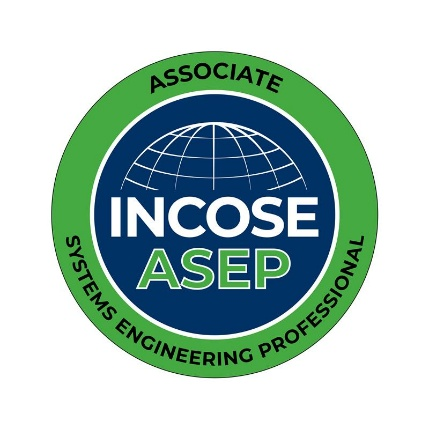 ASSOCIATE
INCOSE
ASEP
SYSTEMS ENGINEERING PROFESSIONAL